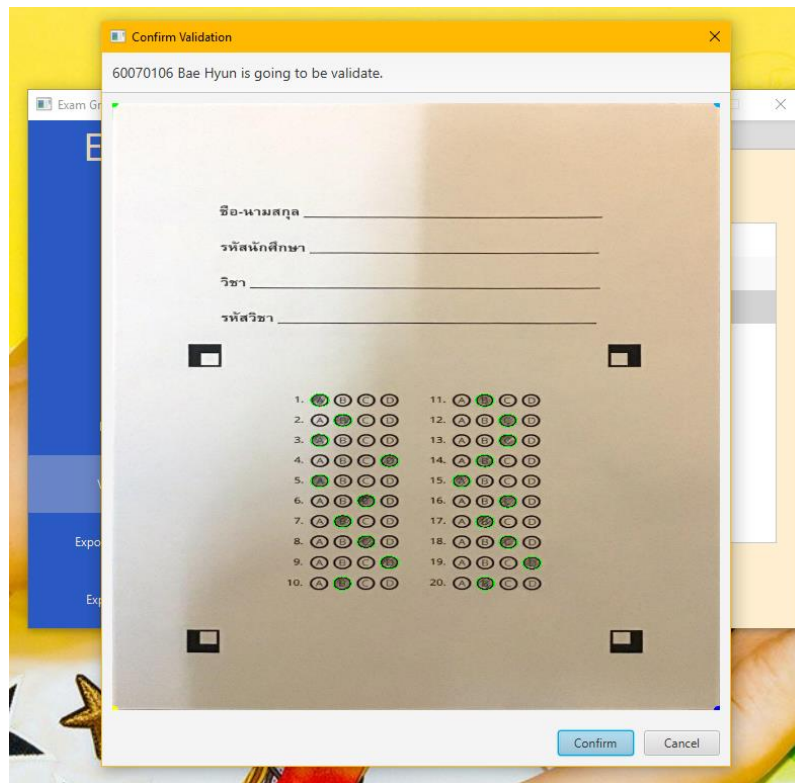 Confirm Validation
60070106 Bae Hyun is going to be validate.
Exam Gr
E
ชื่อ-นามสกุล
รหัสนักศึกษา
วิชา
รหัสวิชา
1. A B C D
2. A B C D
3. A B C D
4. A B C D
5. A B C D
6. A B C D
7. A B C D
8. A B C D
9. A B C D
10. A B C D
11. A B C D
12. A B C D
13. A B C D
14. A B C D
15. A B C D
16. A B C D
17. A B C D
18. A B C D
19. A B C D
20. A B C D
V
Expo
Exp
Confirm Cancel